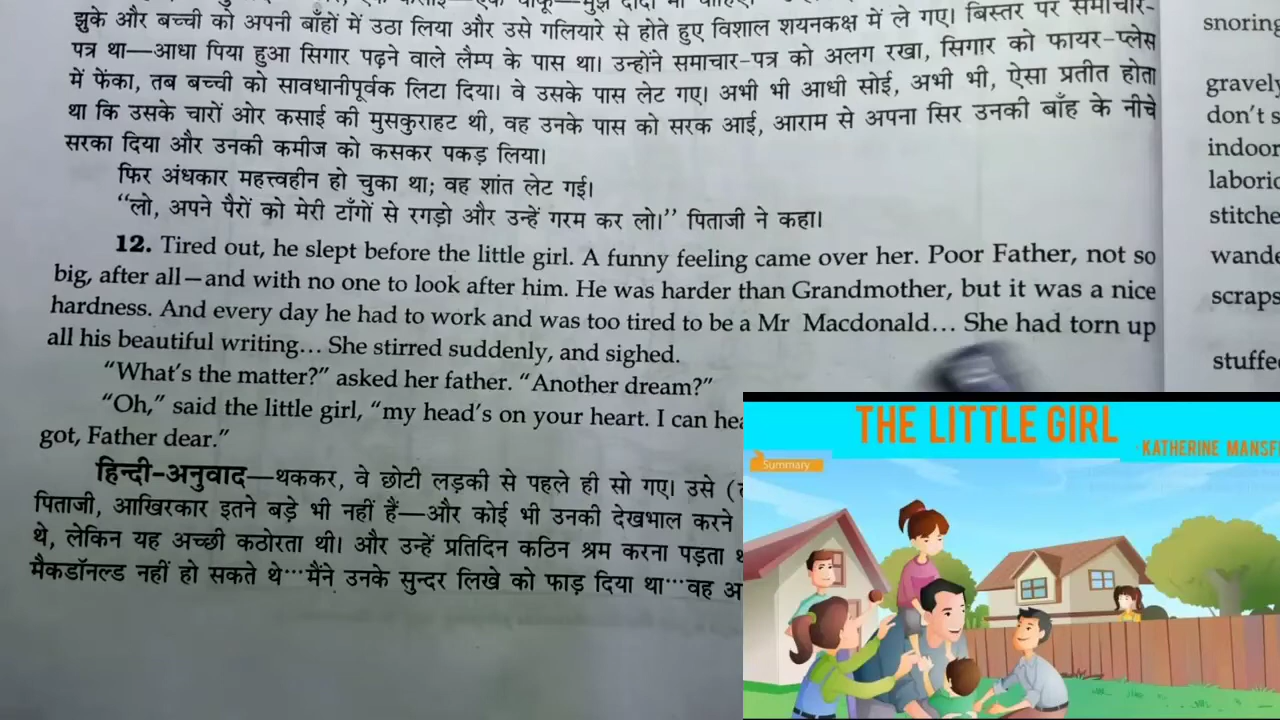 झुके और बच्ची को अपनी बाँहों में उठा लिया और उसे गलियारे से होते हुए विशाल शयनकक्ष में ले गए। बिस्तर पर समाचार-
पत्र था—आधा पिया हुआ सिगार पढ़ने वाले लैम्प के पास था। उन्होंने समाचार-पत्र को अलग रखा, सिगार को फायर-प्लेस
में फेंका, तब बच्ची को सावधानीपूर्वक लिटा दिया। वे उसके पास लेट गए। अभी भी आधी सोई, अभी भी, ऐसा प्रतीत होता
था कि उसके चारों ओर कसाई की मुसकुराहट थी, वह उनके पास को सरक आई, आराम से अपना सिर उनकी बाँह के नीचे
सरका दिया और उनकी कमीज को कसकर पकड़ लिया।
फिर अंधकार महत्त्वहीन हो चुका था; वह शांत लेट गई।
“लो, अपने पैरों को मेरी टाँगों से रगड़ो और उन्हें गरम कर लो।” पिताजी ने कहा।
12. Tired out, he slept before the little girl. A funny feeling came over her. Poor Father, not so
big, after all—and with no one to look after him. He was harder than Grandmother, but it was a nice
hardness. And every day he had to work and was too tired to be a Mr Macdonald... She had torn up
all his beautiful writing... She stirred suddenly, and sighed.
“What's the matter?” asked her father. “Another dream?”
“Oh,” said the little girl, “my head's on your heart. I can
got, Father dear.”
हिन्दी-अनुवाद—थककर, वे छोटी लड़की से पहले ही सो गए। उसे
पिताजी, आखिरकार इतने बड़े भी नहीं हैं—और कोई भी उनकी देखभाल करने
थे, लेकिन यह अच्छी कठोरता थी। और उन्हें प्रतिदिन कठिन श्रम करना पड़ता
मैकडॉनल्ड नहीं हो सकते थे···मैंने उनके सुन्दर लिखे को फाड़ दिया था···वह
snoring
gravely
don't
indoor
stuffe
scraps
THE LITTLE GIRL
- KATHERINE MANSF
Summary